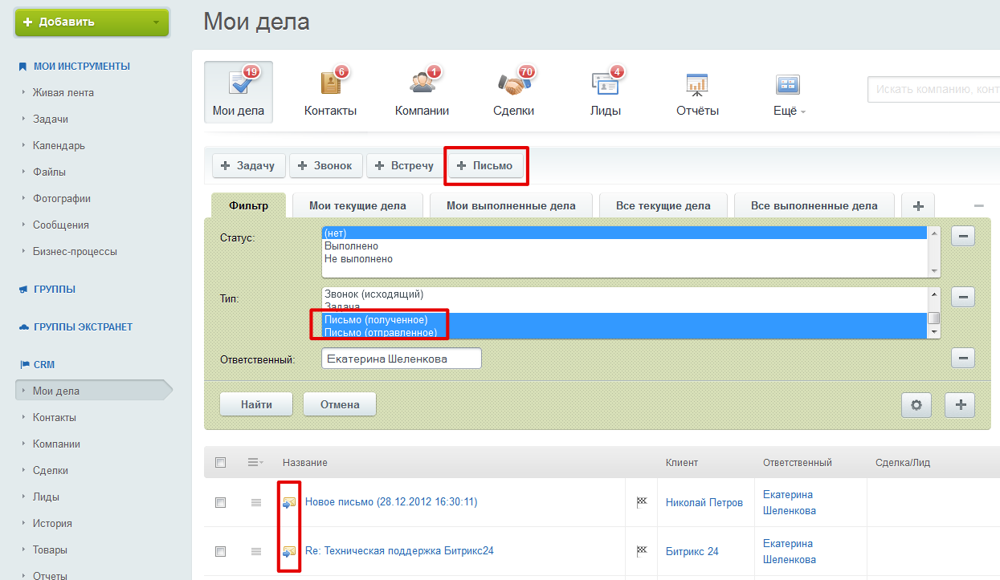 Добавить
Мои дела
МОИ ИНСТРУМЕНТЫ
Живая лента
Задачи
Календарь
Файлы
Фотографии
Сообщения
Бизнес-процессы
ГРУППЫ
ГРУППЫ ЭКСТРАНЕТ
CRM
Мои дела
Контакты
Компании
Сделки
Лиды
История
Товары
Отчеты
19 6 1 70 4
Мои дела Контакты Компании Сделки Лиды Отчёты Ещё
Искать компанию, конт
+ Задачу + Звонок + Встречу + Письмо
Фильтр Мои текущие дела Мои выполненные дела Все текущие дела Все выполненные дела +
Статус:
(нет)
Выполнено
Не выполнено
Тип:
Звонок (исходящий)
Задача
Письмо (полученное)
Письмо (отправленное)
Ответственный: Екатерина Шеленкова
Найти Отмена
Название Клиент Ответственный Сделка/Лид
Новое письмо (28.12.2012 16:30:11) Николай Петров Екатерина Шеленкова
Re: Техническая поддержка Битрикс24 Битрикс 24 Екатерина Шеленкова